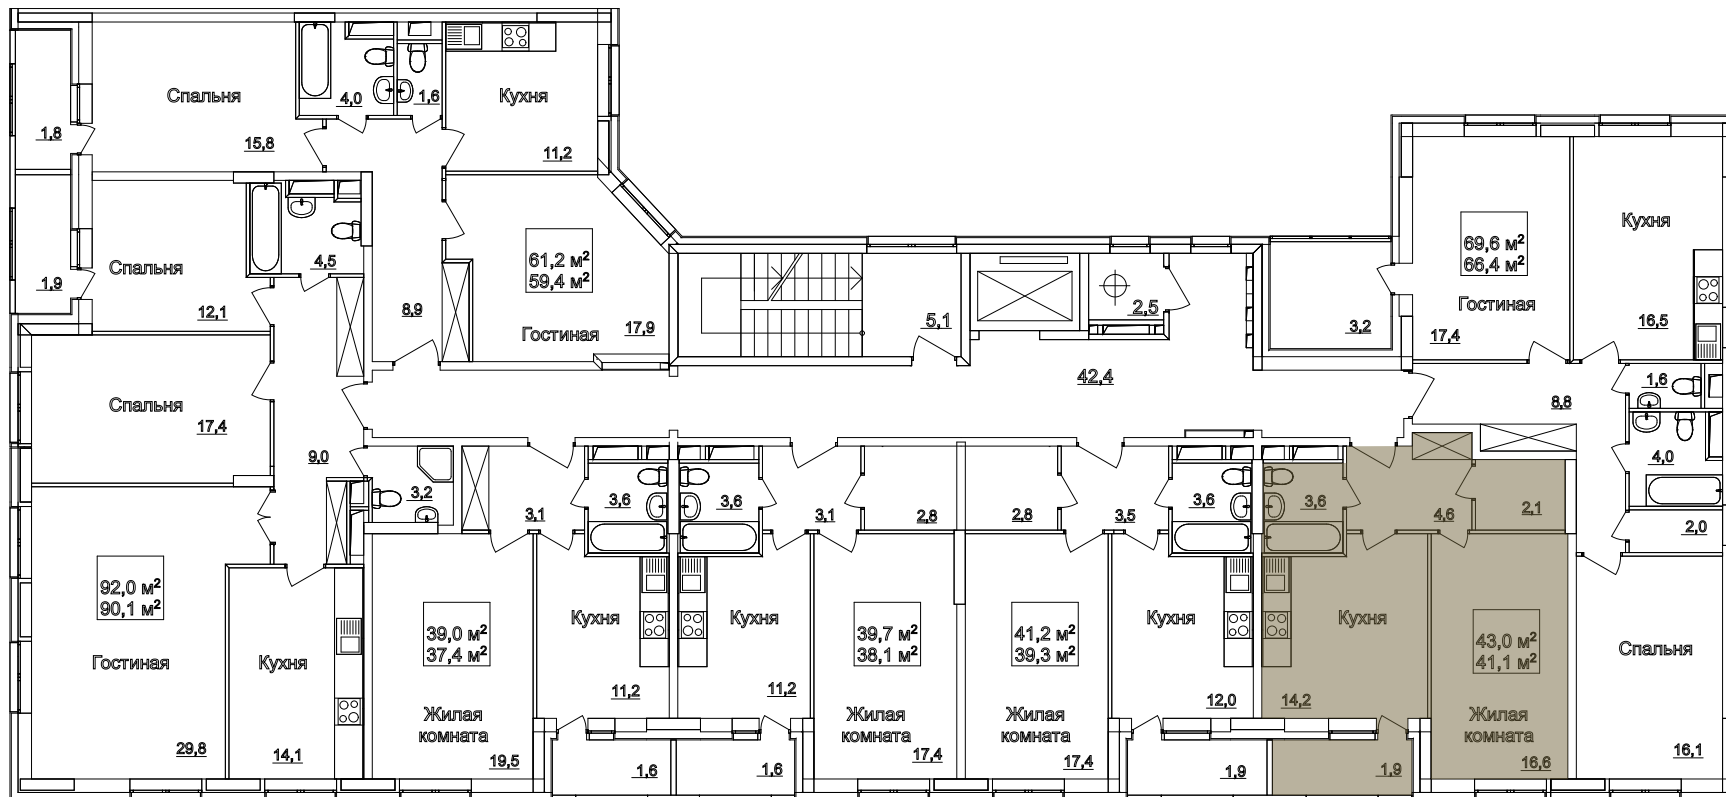 Спальня
15,8
1,8
4,0
1,6
Кухня
11,2
Спальня
12,1
1,9
4,5
8,9
61,2 м²
59,4 м²
Гостиная
17,9
5,1
2,5
42,4
3,2
69,6 м²
66,4 м²
Гостиная
17,4
Кухня
16,5
8,8
1,6
4,0
2,0
Спальня
17,4
9,0
3,2
3,1
3,6
3,6
3,1
2,8
2,8
3,5
3,6
3,6
4,6
2,1
92,0 м²
90,1 м²
Гостиная
29,8
Кухня
14,1
39,0 м²
37,4 м²
Жилая
комната
19,5
Кухня
11,2
1,6
Кухня
11,2
1,6
39,7 м²
38,1 м²
Жилая
комната
17,4
41,2 м²
39,3 м²
Жилая
комната
17,4
Кухня
12,0
1,9
Кухня
14,2
1,9
43,0 м²
41,1 м²
Жилая
комната
16,6
Спальня
16,1